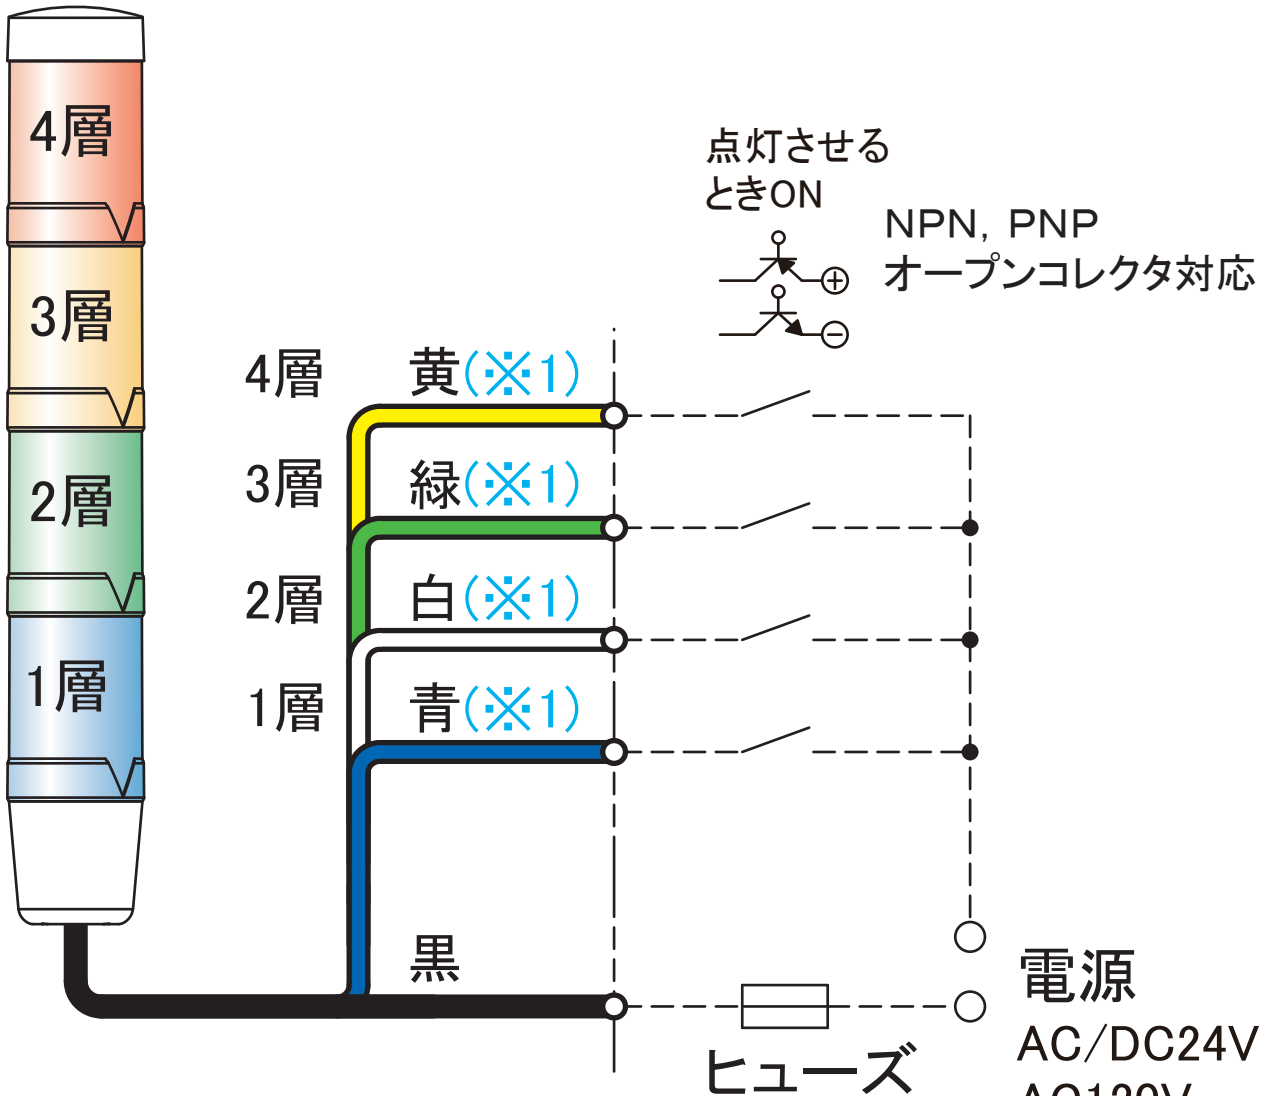 4層
3層
2層
1層
点灯させる
ときON
NPN, PNP
オープンコレクタ対応
4層 黄(※1)
3層 緑(※1)
2層 白(※1)
1層 青(※1)
黒
ヒューズ
電源
AC/DC24V